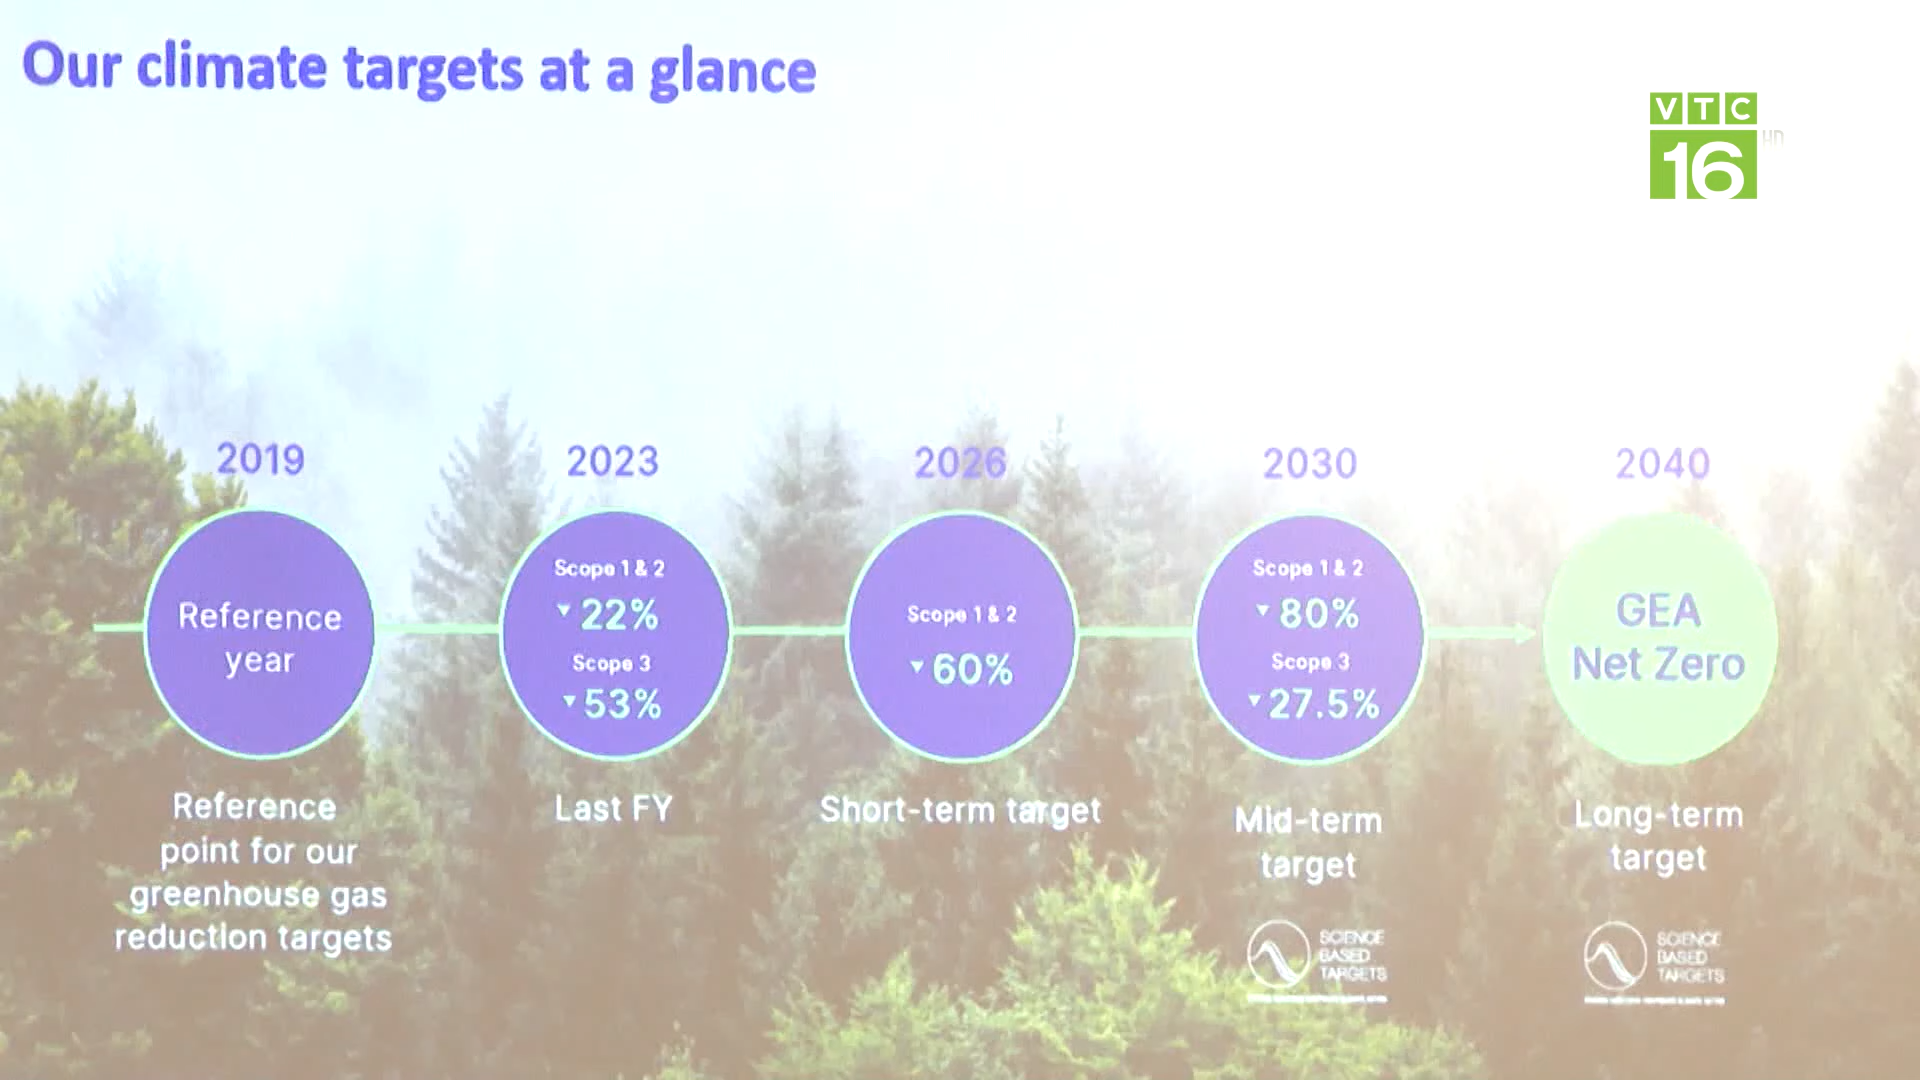 Our climate targets at a glance
VTC
16
HD
2019
2023
2026
2030
2040
Reference
year
Scope 1 & 2
▼ 22%
Scope 3
▼ 53%
Scope 1 & 2
▼ 60%
Scope 1 & 2
▼ 80%
Scope 3
▼ 27.5%
GEA
Net Zero
Reference
point for our
greenhouse gas
reduction targets
Last FY
Short-term target
Mid-term
target
Long-term
target
SCIENCE
BASED
TARGETS
SCIENCE
BASED
TARGETS